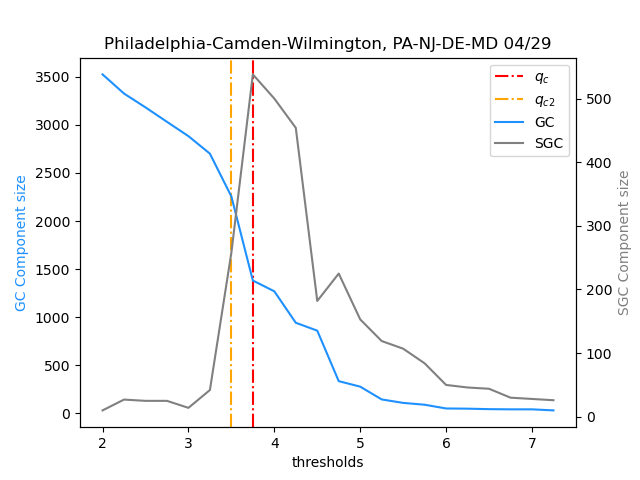 Philadelphia-Camden-Wilmington, PA-NJ-DE-MD 04/29
3500
3000
2500
2000
1500
1000
500
0
GC Component size
500
400
300
200
100
0
SGC Component size
q_c
q_{c2}
GC
SGC
2 3 4 5 6 7
thresholds